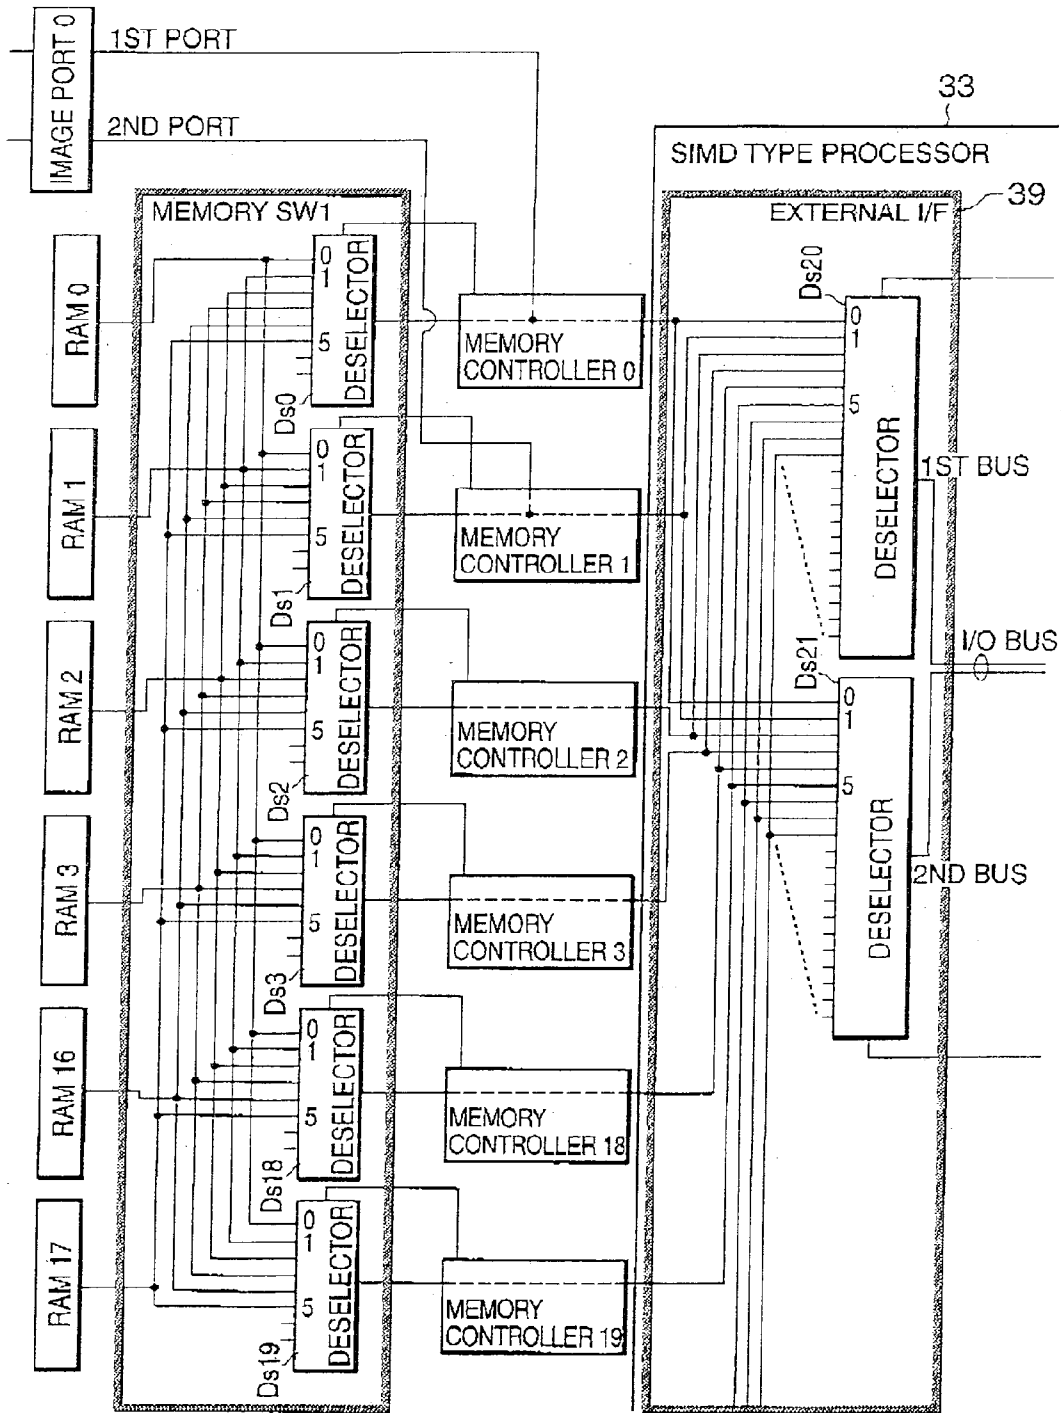 IMAGE PORT 0
1ST PORT
2ND PORT
33
SIMD TYPE PROCESSOR
MEMORY SW1
EXTERNAL I/F
39
RAM 0
0
1
5
DESELECTOR
Ds0
MEMORY
CONTROLLER 0
Ds20
0
1
5
DESELECTOR
1ST BUS
RAM 1
0
1
5
DESELECTOR
Ds1
MEMORY
CONTROLLER 1
I/O BUS
RAM 2
0
1
5
DESELECTOR
Ds2
MEMORY
CONTROLLER 2
Ds21
0
1
5
DESELECTOR
2ND BUS
RAM 3
0
1
5
DESELECTOR
Ds3
MEMORY
CONTROLLER 3
RAM 16
0
1
5
DESELECTOR
Ds18
MEMORY
CONTROLLER 18
RAM 17
0
1
5
DESELECTOR
Ds19
MEMORY
CONTROLLER 19